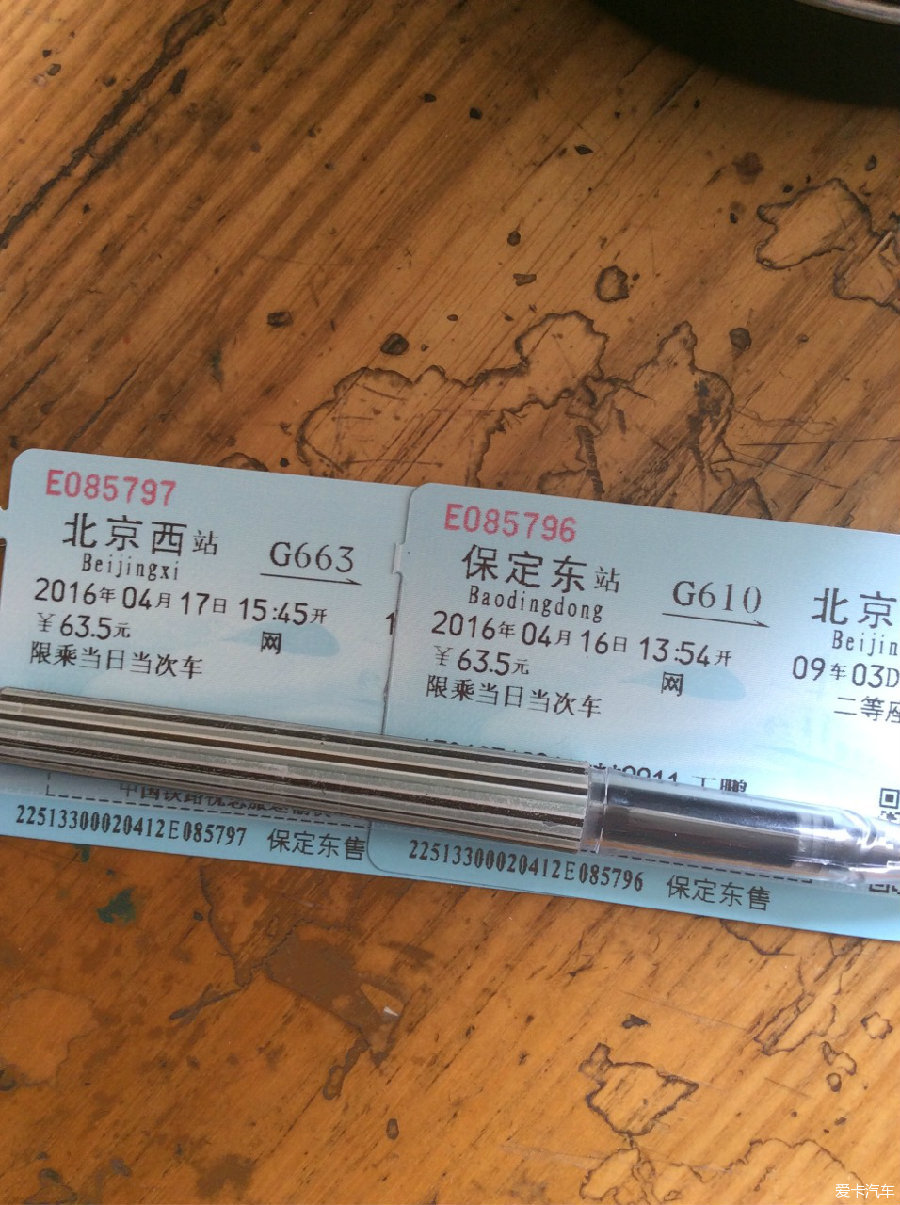 E085797
北京西站 G663
Beijingxi
2016年04月17日 15:45开
¥63.5元 网
限乘当日当次车
22513300020412E085797 保定东售
E085796
保定东站 G610 北京
Baodingdong Beijin
2016年04月16日 13:54开 09车03D
¥63.5元 网 二等座
限乘当日当次车
22513300020412E085796 保定东售
爱卡汽车